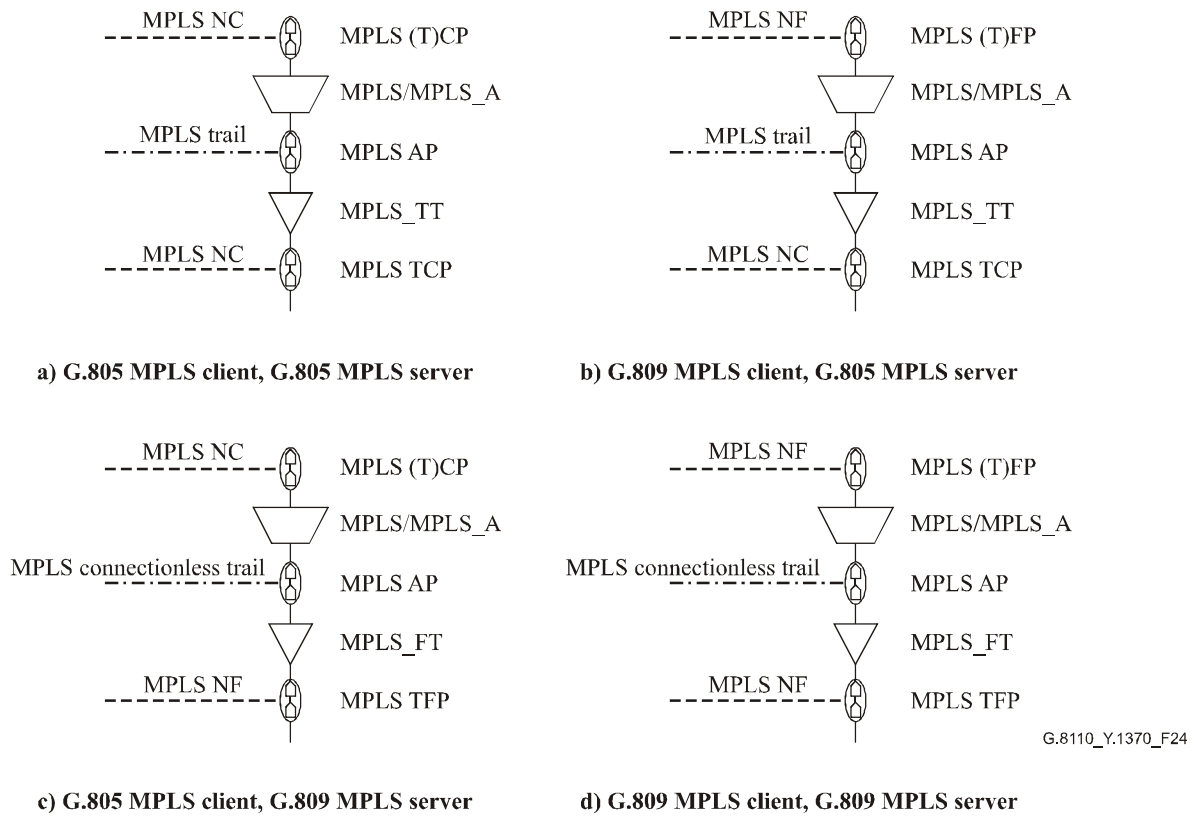 MPLS NC
MPLS (T)CP
MPLS/MPLS_A
MPLS trail
MPLS AP
MPLS_TT
MPLS NC
MPLS TCP
a) G.805 MPLS client, G.805 MPLS server
MPLS NF
MPLS (T)FP
MPLS/MPLS_A
MPLS trail
MPLS AP
MPLS_TT
MPLS NC
MPLS TCP
b) G.809 MPLS client, G.805 MPLS server
MPLS NC
MPLS (T)CP
MPLS/MPLS_A
MPLS connectionless trail
MPLS AP
MPLS_FT
MPLS NF
MPLS TFP
c) G.805 MPLS client, G.809 MPLS server
MPLS NF
MPLS (T)FP
MPLS/MPLS_A
MPLS connectionless trail
MPLS AP
MPLS_FT
MPLS NF
MPLS TFP
G.8110_Y.1370_F24
d) G.809 MPLS client, G.809 MPLS server